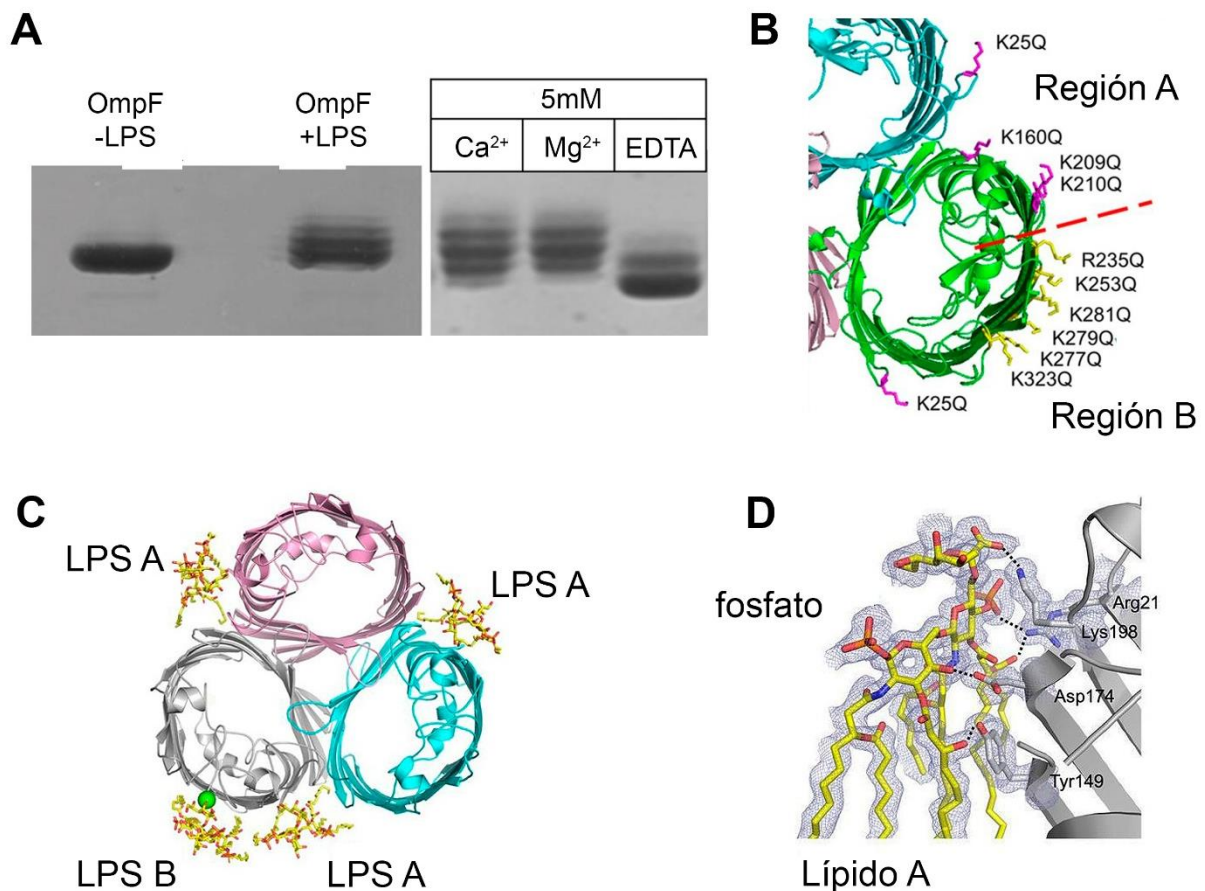 A
OmpF
-LPS
OmpF
+LPS
5mM
Ca²⁺
Mg²⁺
EDTA
B
K25Q
Región A
K160Q
K209Q
K210Q
R235Q
K253Q
K281Q
K279Q
K277Q
K323Q
K25Q
Región B
C
LPS A
LPS A
LPS B
LPS A
D
fosfato
Arg21
Lys198
Asp174
Tyr149
Lípido A